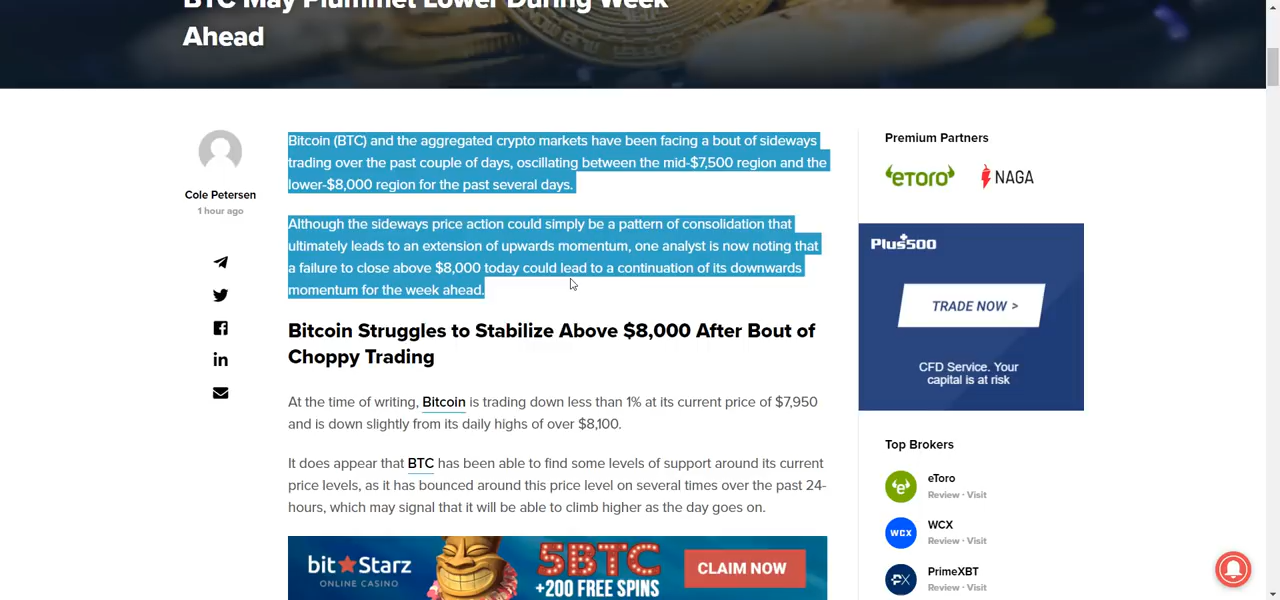 BTC May Plummet Lower During Week
Ahead
Cole Petersen
1 hour ago
Bitcoin (BTC) and the aggregated crypto markets have been facing a bout of sideways
trading over the past couple of days, oscillating between the mid-$7,500 region and the
lower-$8,000 region for the past several days.
Although the sideways price action could simply be a pattern of consolidation that
ultimately leads to an extension of upwards momentum, one analyst is now noting that
a failure to close above $8,000 today could lead to a continuation of its downwards
momentum for the week ahead.
Bitcoin Struggles to Stabilize Above $8,000 After Bout of
Choppy Trading
At the time of writing, Bitcoin is trading down less than 1% at its current price of $7,950
and is down slightly from its daily highs of over $8,100.
It does appear that BTC has been able to find some levels of support around its current
price levels, as it has bounced around this price level on several times over the past 24-
hours, which may signal that it will be able to climb higher as the day goes on.
bitStarz
ONLINE CASINO
5BTC
+200 FREE SPINS
CLAIM NOW
Premium Partners
eToro
NAGA
Plus500
TRADE NOW >
CFD Service. Your
capital is at risk
Top Brokers
eToro
Review · Visit
WCX
WCX
Review · Visit
PrimeXBT
Review · Visit